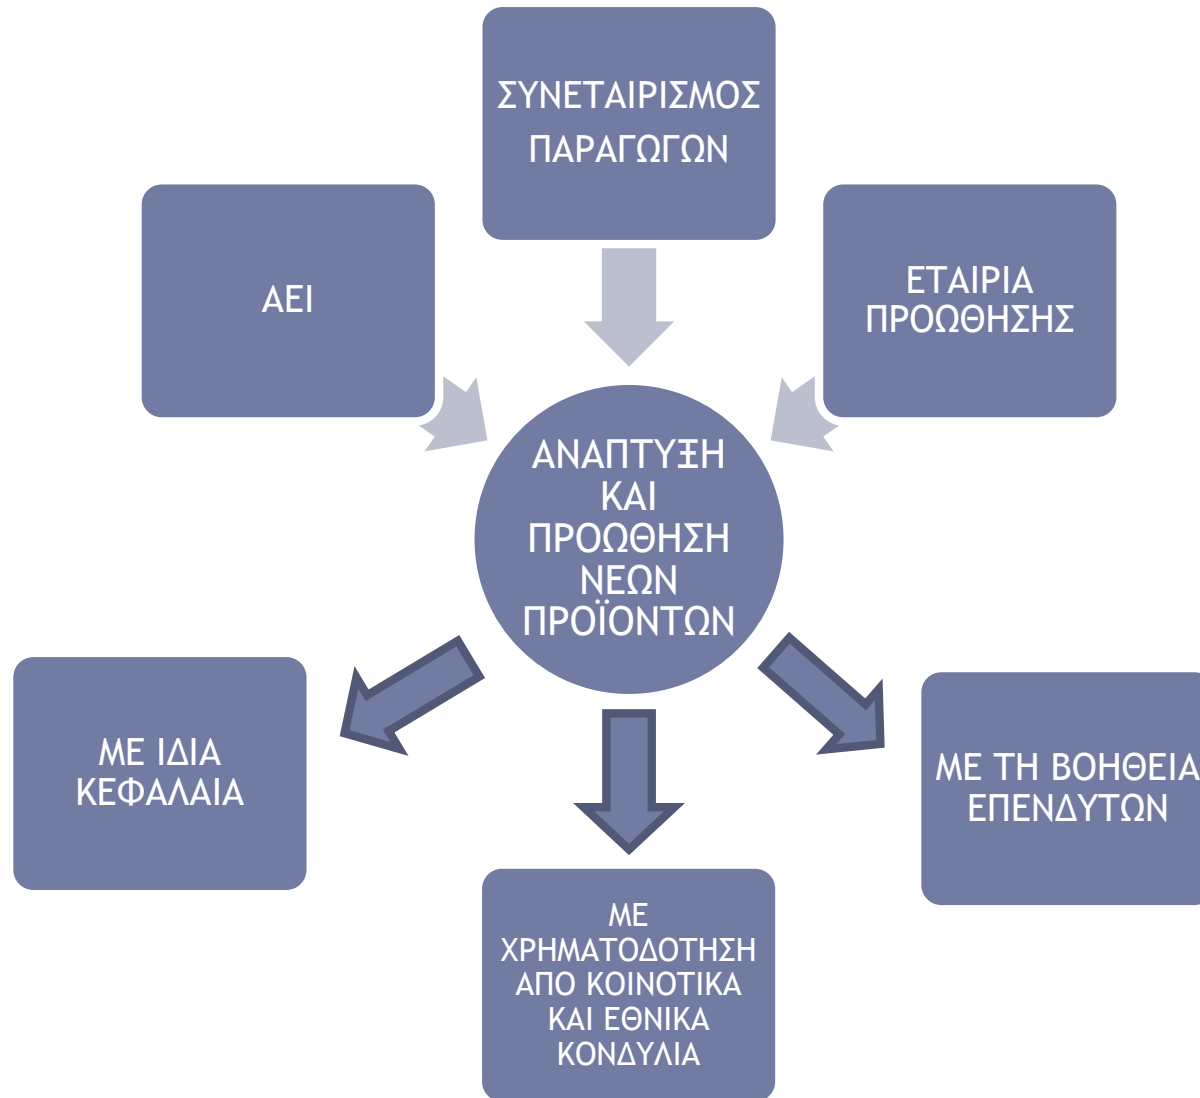 ΣΥΝΕΤΑΙΡΙΣΜΟΣ
ΠΑΡΑΓΩΓΩΝ
ΑΕΙ
ΕΤΑΙΡΙΑ
ΠΡΟΩΘΗΣΗΣ
ΑΝΑΠΤΥΞΗ
ΚΑΙ
ΠΡΟΩΘΗΣΗ
ΝΕΩΝ
ΠΡΟΪΟΝΤΩΝ
ΜΕ ΙΔΙΑ
ΚΕΦΑΛΑΙΑ
ΜΕ ΤΗ ΒΟΗΘΕΙΑ
ΕΠΕΝΔΥΤΩΝ
ΜΕ
ΧΡΗΜΑΤΟΔΟΤΗΣΗ
ΑΠΟ ΚΟΙΝΟΤΙΚΑ
ΚΑΙ ΕΘΝΙΚΑ
ΚΟΝΔΥΛΙΑ